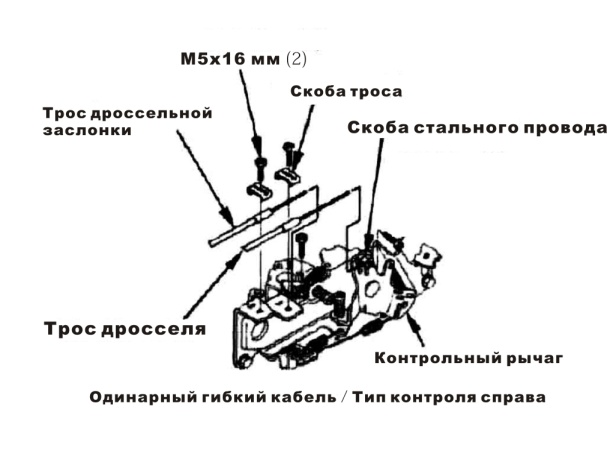 М5х16 мм (2)
Скоба троса
Трос дроссельной
заслонки
Скоба стального провода
Трос дросселя
Контрольный рычаг
Одинарный гибкий кабель / Тип контроля справа